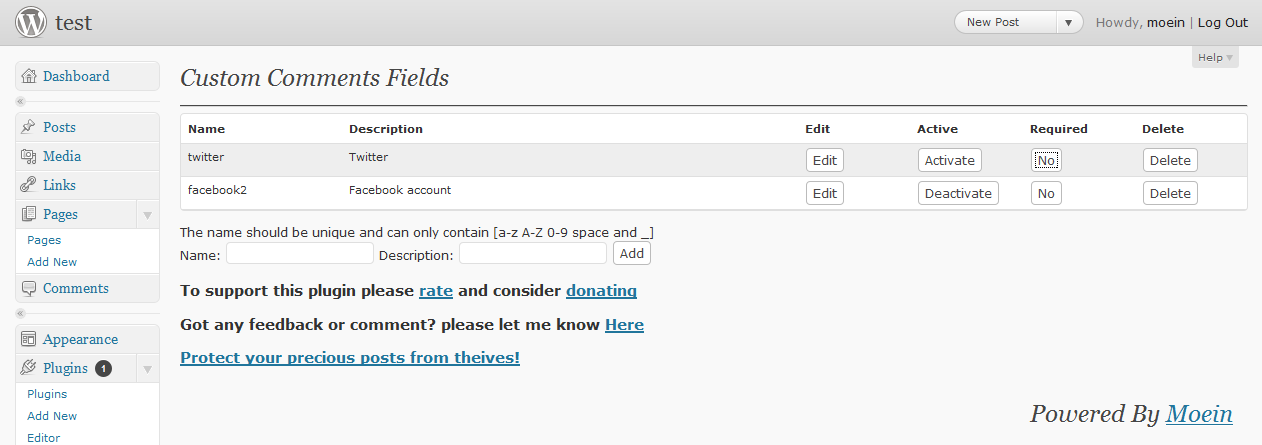 test
New Post
Howdy, moein | Log Out
Help
Dashboard
Posts
Media
Links
Pages
Pages
Add New
Comments
Appearance
Plugins 1
Plugins
Add New
Editor
Custom Comments Fields
Name Description Edit Active Required Delete
twitter Twitter Edit Activate No Delete
facebook2 Facebook account Edit Deactivate No Delete
The name should be unique and can only contain [a-z A-Z 0-9 space and _]
Name: Description: Add
To support this plugin please rate and consider donating
Got any feedback or comment? please let me know Here
Protect your precious posts from theives!
Powered By Moein